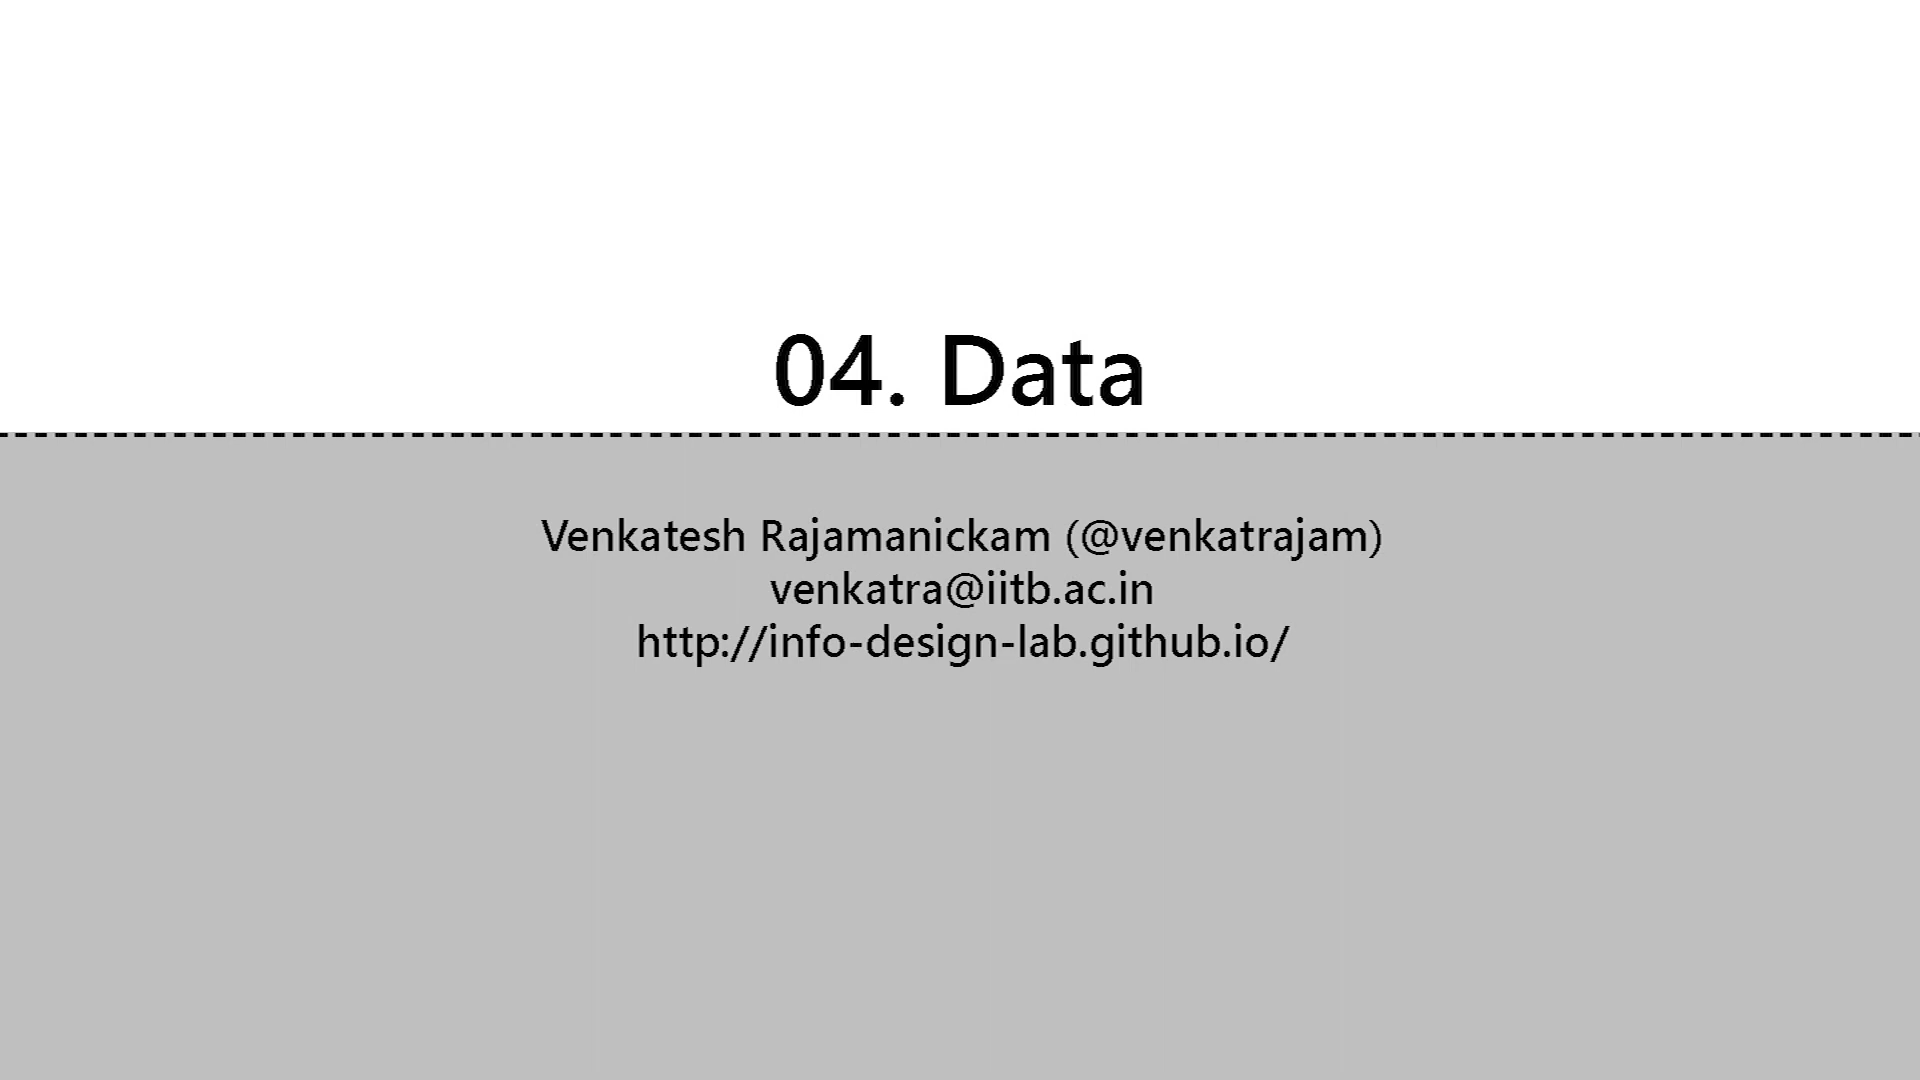 04. Data
Venkatesh Rajamanickam (@venkatrajam)
venkatra@iitb.ac.in
http://info-design-lab.github.io/